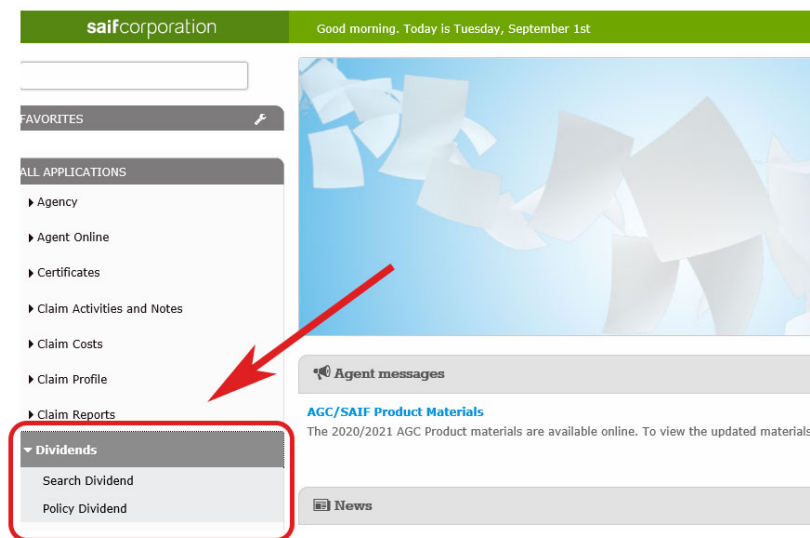 saifcorporation
Good morning. Today is Tuesday, September 1st
FAVORITES
ALL APPLICATIONS
Agency
Agent Online
Certificates
Claim Activities and Notes
Claim Costs
Claim Profile
Claim Reports
Dividends
Search Dividend
Policy Dividend
Agent messages
AGC/SAIF Product Materials
The 2020/2021 AGC Product materials are available online. To view the updated materials
News